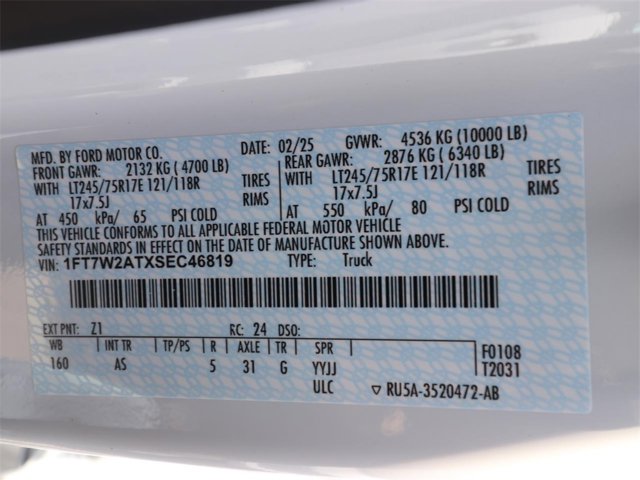 MFD. BY FORD MOTOR CO. DATE: 02/25 GVWR: 4536 KG (10000 LB)
FRONT GAWR: 2132 KG ( 4700 LB) REAR GAWR: 2876 KG ( 6340 LB)
WITH LT245/75R17E 121/118R TIRES WITH LT245/75R17E 121/118R TIRES
17x7.5J RIMS 17x7.5J RIMS
AT 450 kPa/ 65 PSI COLD AT 550 kPa/ 80 PSI COLD
THIS VEHICLE CONFORMS TO ALL APPLICABLE FEDERAL MOTOR VEHICLE
SAFETY STANDARDS IN EFFECT ON THE DATE OF MANUFACTURE SHOWN ABOVE.
VIN: 1FT7W2ATXSEC46819 TYPE: Truck
EXT PNT: Z1 RC: 24 DSO:
WB INT TR TP/PS R AXLE TR SPR F0108
160 AS 5 31 G YYJJ T2031
ULC ▽ RU5A-3520472-AB